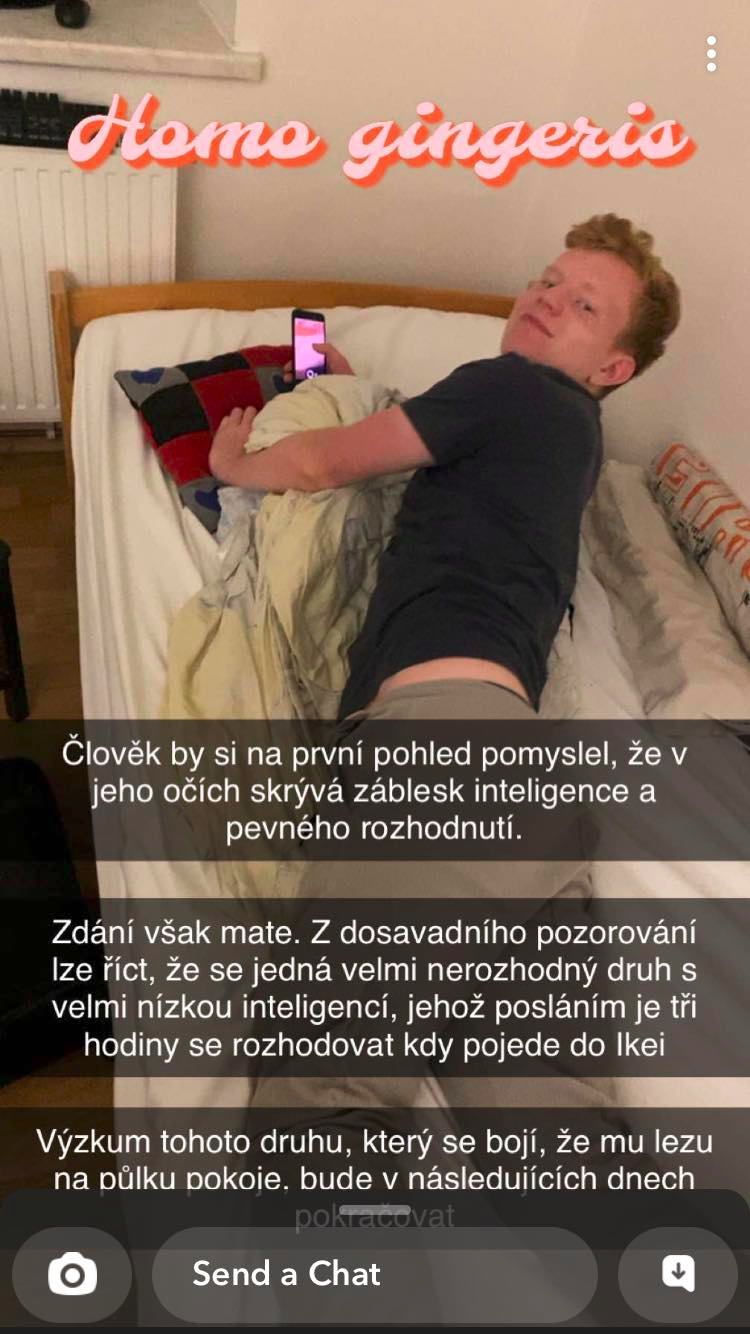 Homo gingeris
Člověk by si na první pohled pomyslel, že v
jeho očích skrývá záblesk inteligence a
pevného rozhodnutí.
Zdání však mate. Z dosavadního pozorování
lze říct, že se jedná velmi nerozhodný druh s
velmi nízkou inteligencí, jehož posláním je tři
hodiny se rozhodovat kdy pojede do Ikei
Výzkum tohoto druhu, který se bojí, že mu lezu
na půlku pokoje, bude v následujících dnech
pokračovat
Send a Chat